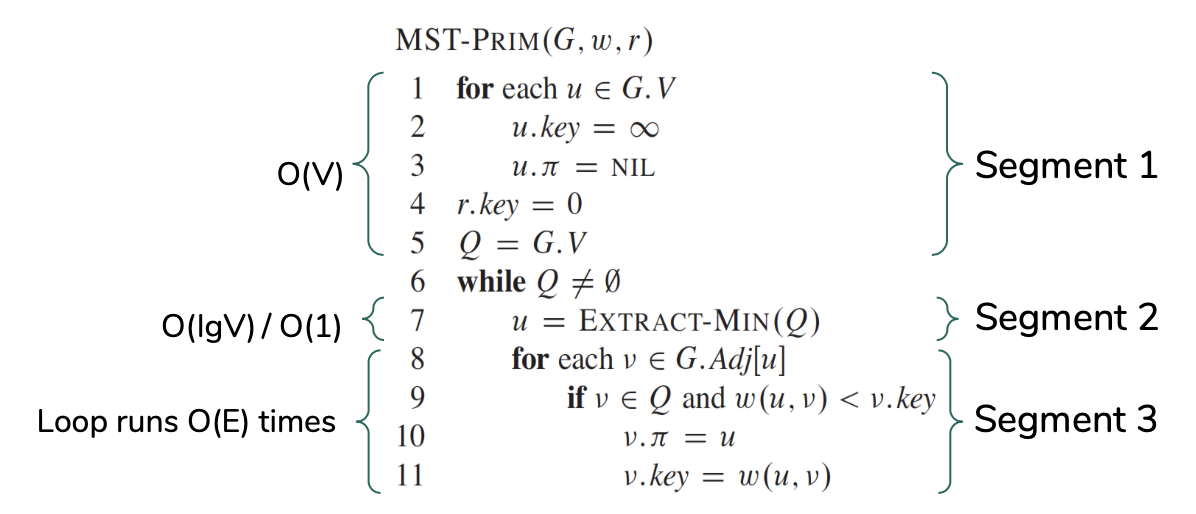 MST-PRIM(G, w, r)
1 for each u ∈ G.V
2 u.key = ∞
3 u.π = NIL
4 r.key = 0
5 Q = G.V
6 while Q ≠ ∅
7 u = EXTRACT-MIN(Q)
8 for each v ∈ G.Adj[u]
9 if v ∈ Q and w(u, v) < v.key
10 v.π = u
11 v.key = w(u, v)
O(V)
O(lgV) / O(1)
Loop runs O(E) times
Segment 1
Segment 2
Segment 3